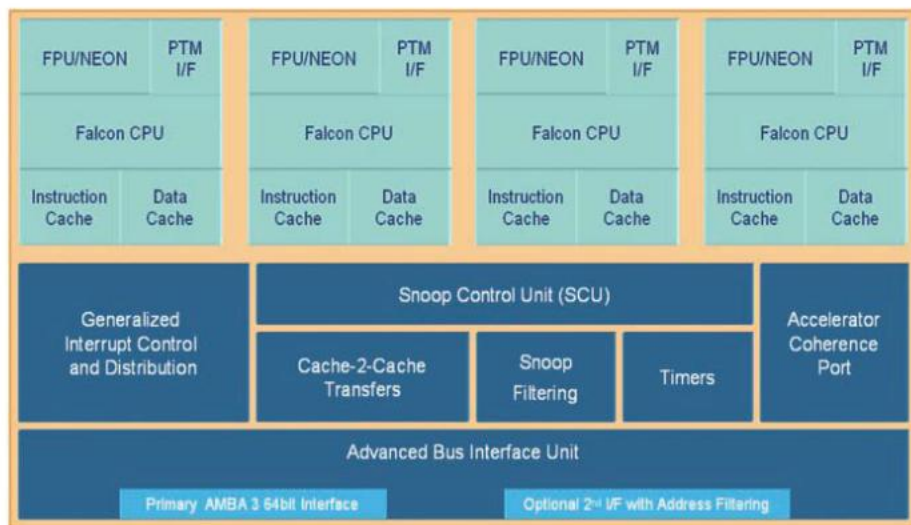 FPU/NEON
PTM
I/F
Falcon CPU
Instruction
Cache
Data
Cache
FPU/NEON
PTM
I/F
Falcon CPU
Instruction
Cache
Data
Cache
FPU/NEON
PTM
I/F
Falcon CPU
Instruction
Cache
Data
Cache
FPU/NEON
PTM
I/F
Falcon CPU
Instruction
Cache
Data
Cache
Generalized
Interrupt Control
and Distribution
Snoop Control Unit (SCU)
Cache-2-Cache
Transfers
Snoop
Filtering
Timers
Accelerator
Coherence
Port
Advanced Bus Interface Unit
Primary AMBA 3 64bit Interface
Optional 2nd I/F with Address Filtering